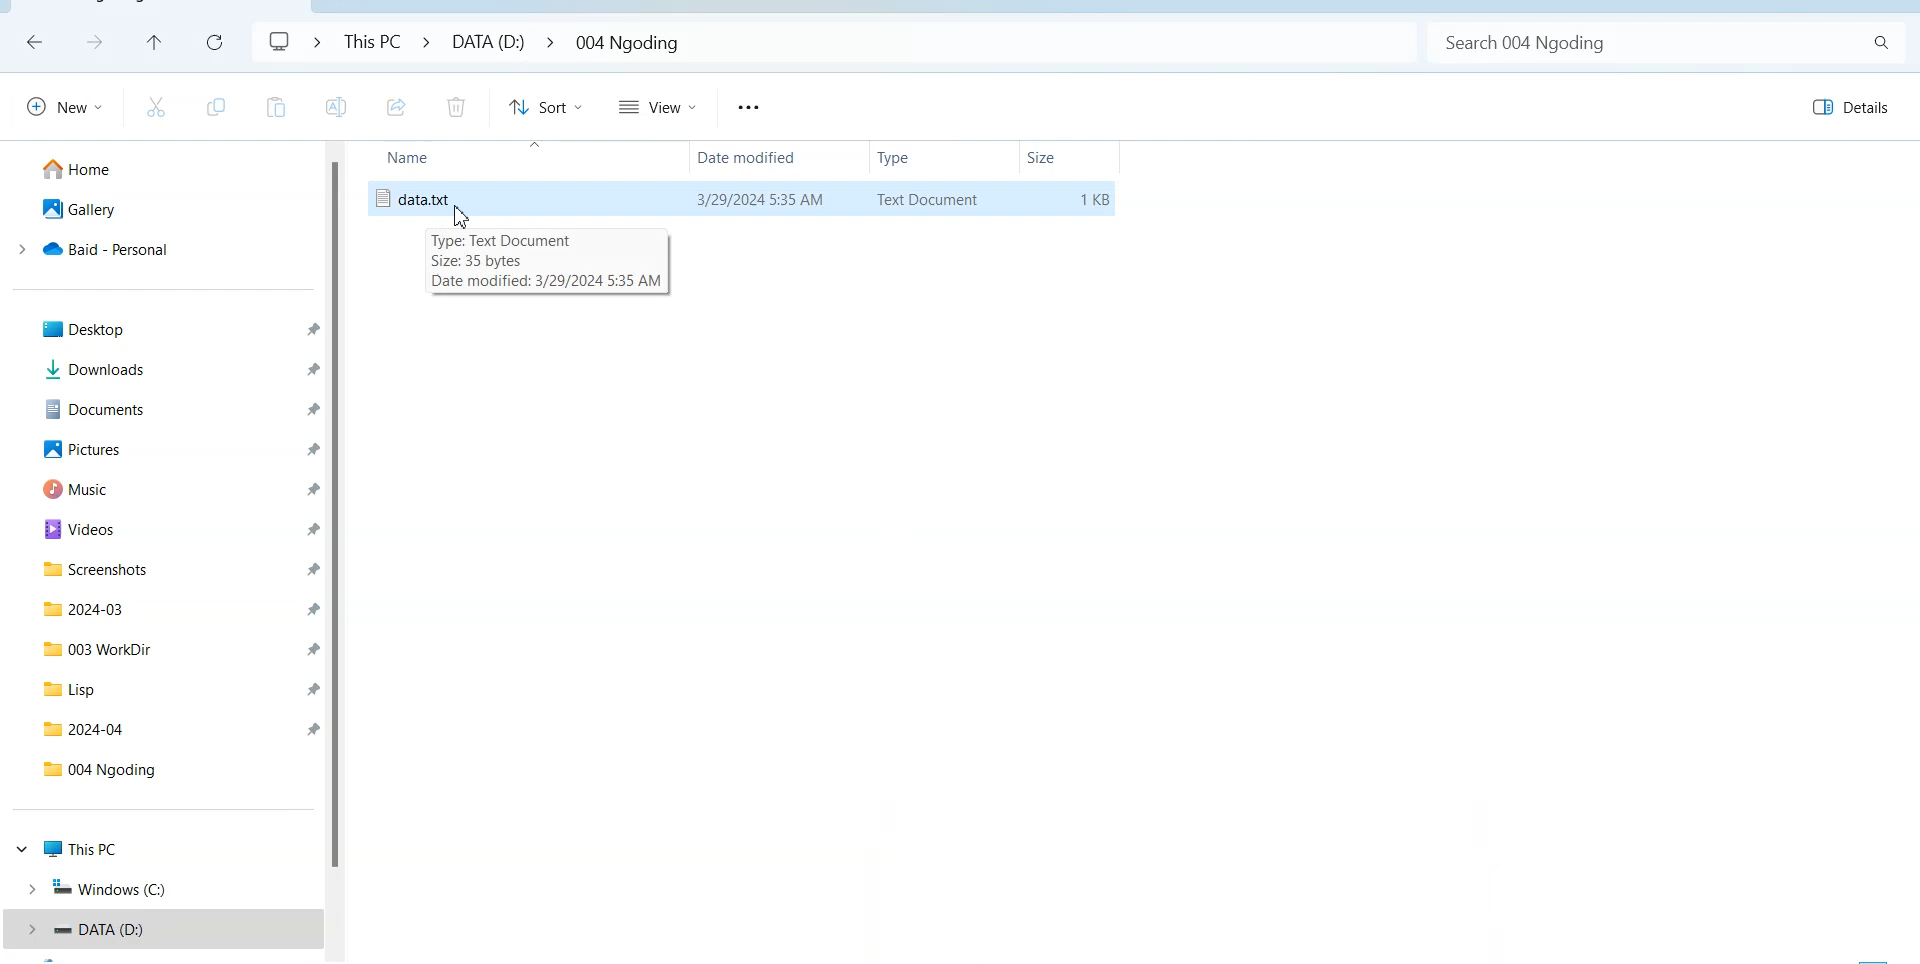 This PC > DATA (D:) > 004 Ngoding
Search 004 Ngoding
New
Sort
View
Details
Name Date modified Type Size
data.txt 3/29/2024 5:35 AM Text Document 1 KB
Type: Text Document
Size: 35 bytes
Date modified: 3/29/2024 5:35 AM
Home
Gallery
Baid - Personal
Desktop
Downloads
Documents
Pictures
Music
Videos
Screenshots
2024-03
003 WorkDir
Lisp
2024-04
004 Ngoding
This PC
Windows (C:)
DATA (D:)